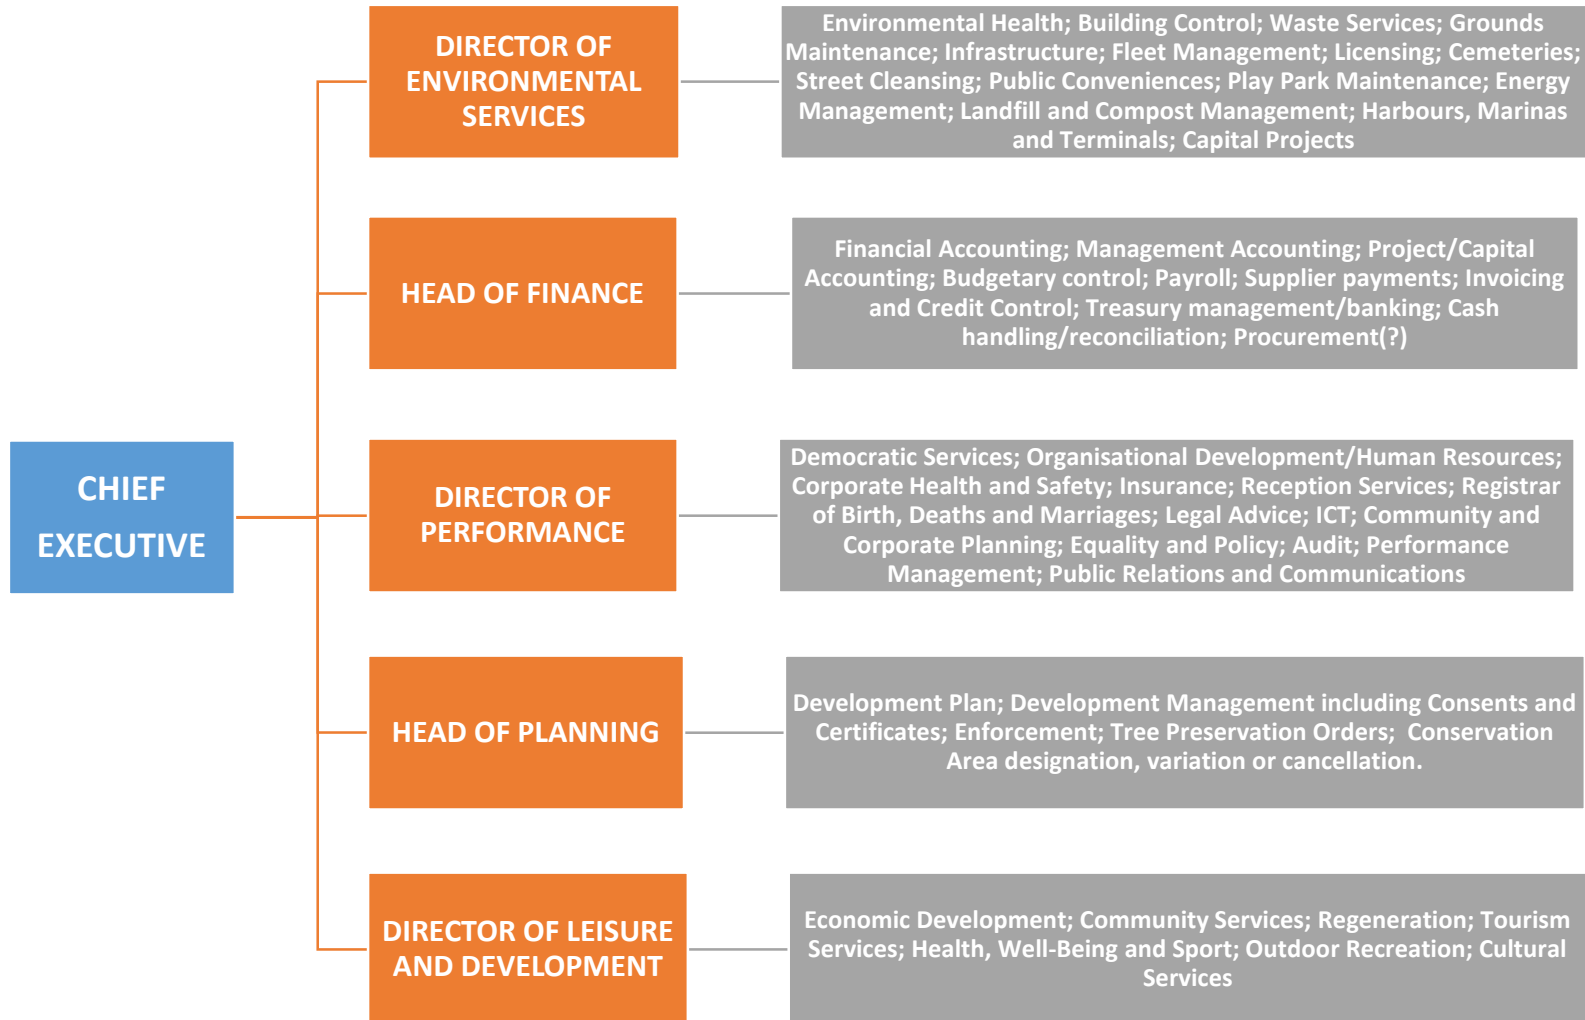 DIRECTOR OF
ENVIRONMENTAL
SERVICES
Environmental Health; Building Control; Waste Services; Grounds
Maintenance; Infrastructure; Fleet Management; Licensing; Cemeteries;
Street Cleansing; Public Conveniences; Play Park Maintenance; Energy
Management; Landfill and Compost Management; Harbours, Marinas
and Terminals; Capital Projects
HEAD OF FINANCE
Financial Accounting; Management Accounting; Project/Capital
Accounting; Budgetary control; Payroll; Supplier payments; Invoicing
and Credit Control; Treasury management/banking; Cash
handling/reconciliation; Procurement(?)
CHIEF
EXECUTIVE
DIRECTOR OF
PERFORMANCE
Democratic Services; Organisational Development/Human Resources;
Corporate Health and Safety; Insurance; Reception Services; Registrar
of Birth, Deaths and Marriages; Legal Advice; ICT; Community and
Corporate Planning; Equality and Policy; Audit; Performance
Management; Public Relations and Communications
HEAD OF PLANNING
Development Plan; Development Management including Consents and
Certificates; Enforcement; Tree Preservation Orders;  Conservation
Area designation, variation or cancellation.
DIRECTOR OF LEISURE
AND DEVELOPMENT
Economic Development; Community Services; Regeneration; Tourism
Services; Health, Well-Being and Sport; Outdoor Recreation; Cultural
Services